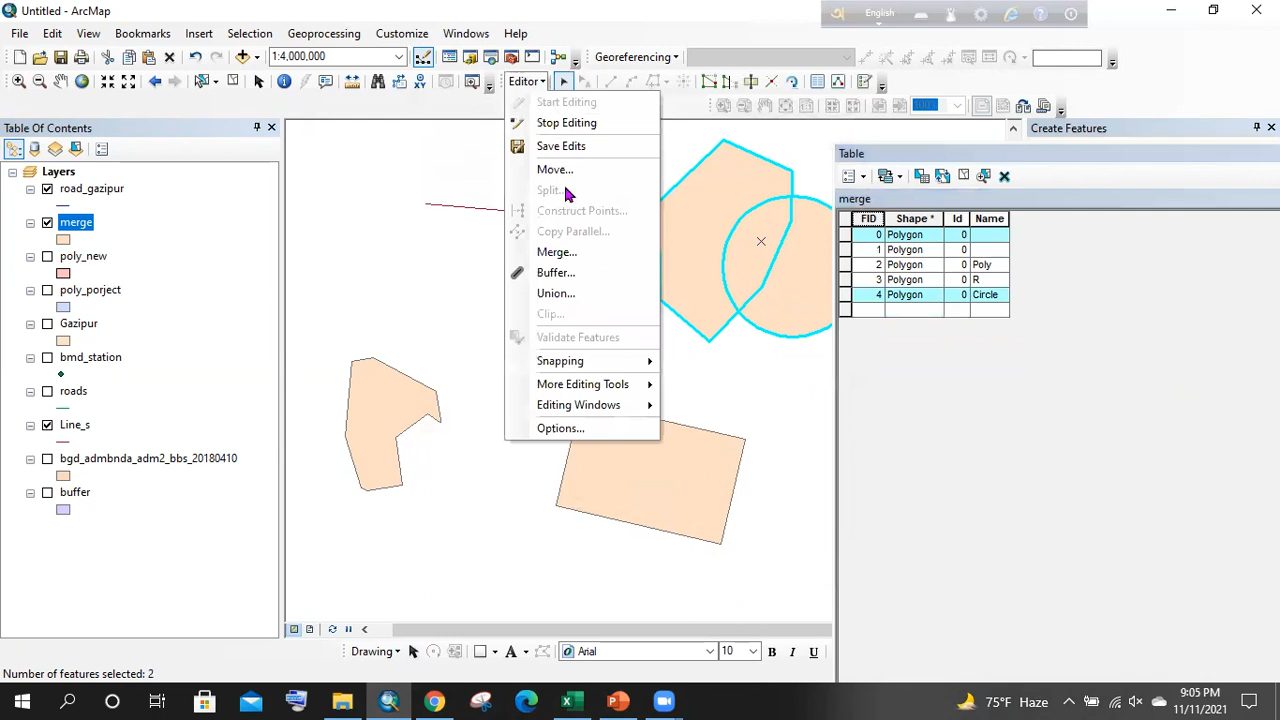 Untitled - ArcMap
English
File Edit View Bookmarks Insert Selection Geoprocessing Customize Windows Help
1:4,000,000
Georeferencing
Editor
Table Of Contents
Layers
road_gazipur
merge
poly_new
poly_porject
Gazipur
bmd_station
roads
Line_s
bgd_admbnda_adm2_bbs_20180410
buffer
Start Editing
Stop Editing
Save Edits
Move...
Split...
Construct Points...
Copy Parallel...
Merge...
Buffer...
Union...
Clip...
Validate Features
Snapping
More Editing Tools
Editing Windows
Options...
Create Features
Table
merge
FID Shape * Id Name
0 Polygon 0
1 Polygon 0
2 Polygon 0 Poly
3 Polygon 0 R
4 Polygon 0 Circle
Drawing
A
Arial
10
B I U
Number of features selected: 2
75°F Haze
9:05 PM
11/11/2021